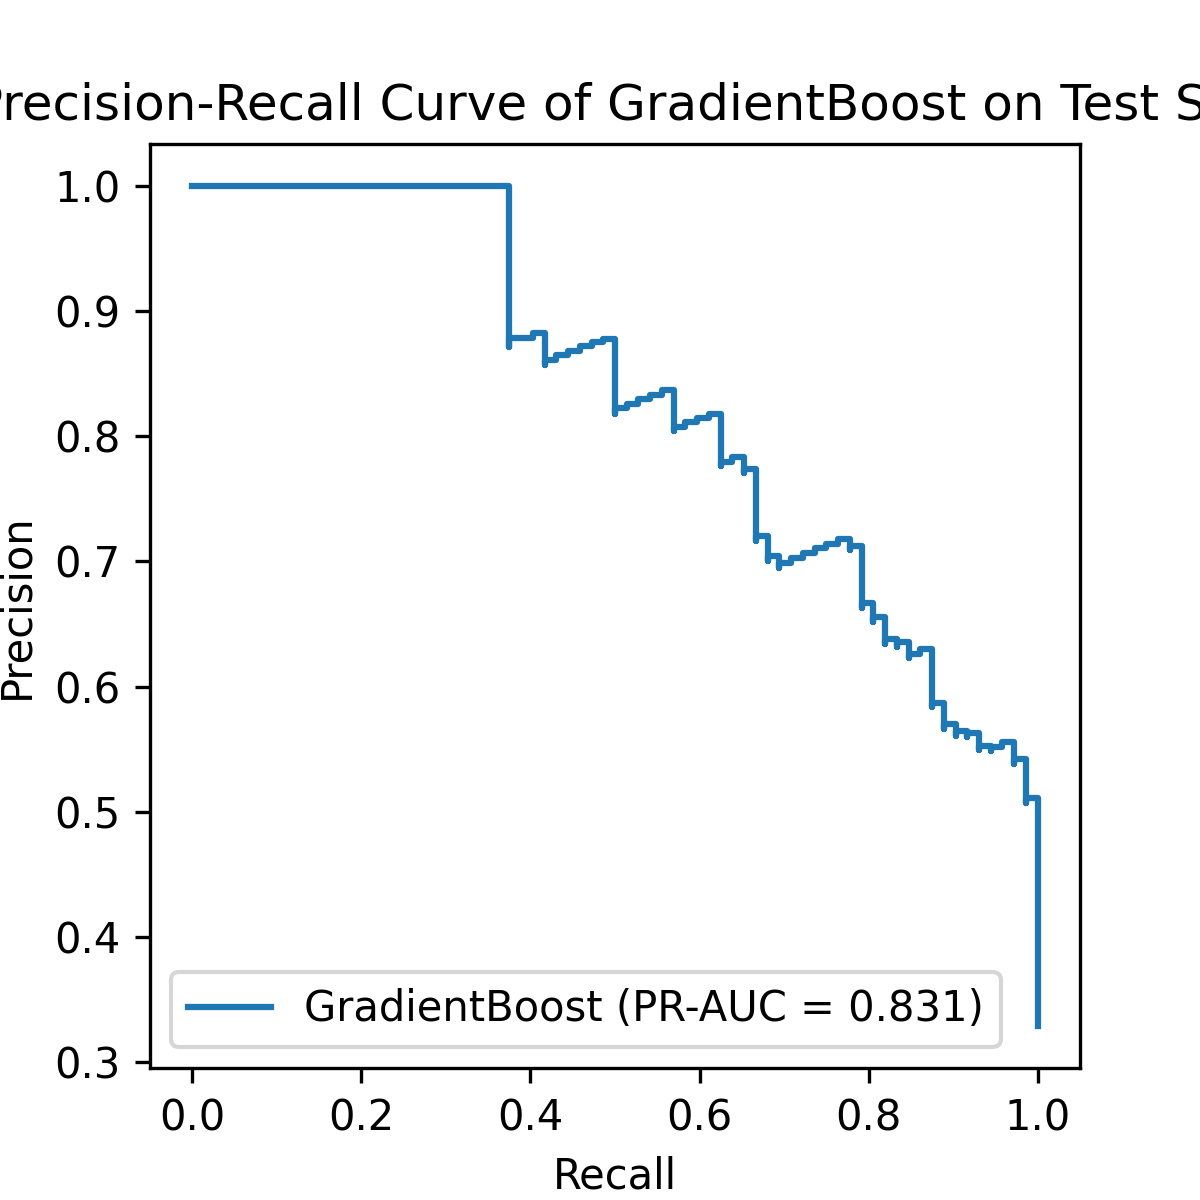 Precision-Recall Curve of GradientBoost on Test S
1.0
0.9
0.8
0.7
0.6
0.5
0.4
0.3
Precision
GradientBoost (PR-AUC = 0.831)
0.0 0.2 0.4 0.6 0.8 1.0
Recall